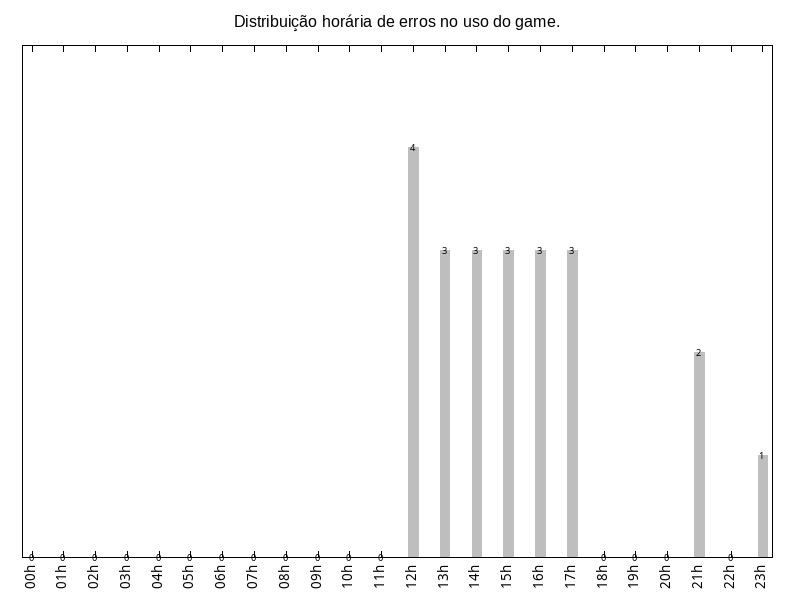 Distribuição horária de erros no uso do game.
4
3 3 3 3 3
2
1
0 0 0 0 0 0 0 0 0 0 0 0 0 0 0 0
00h 01h 02h 03h 04h 05h 06h 07h 08h 09h 10h 11h 12h 13h 14h 15h 16h 17h 18h 19h 20h 21h 22h 23h